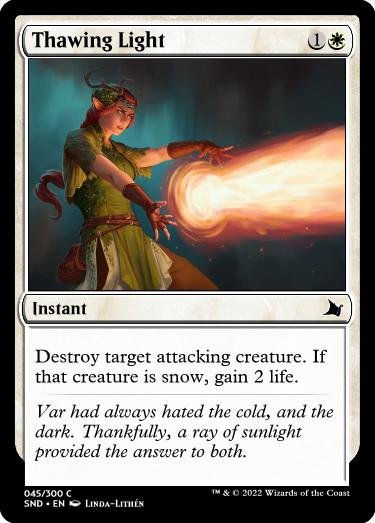 Thawing Light 1
Instant
Destroy target attacking creature. If
that creature is snow, gain 2 life.
Var had always hated the cold, and the
dark. Thankfully, a ray of sunlight
provided the answer to both.
045/300 C
SND • EN Linda-Lithén
™ & © 2022 Wizards of the Coast